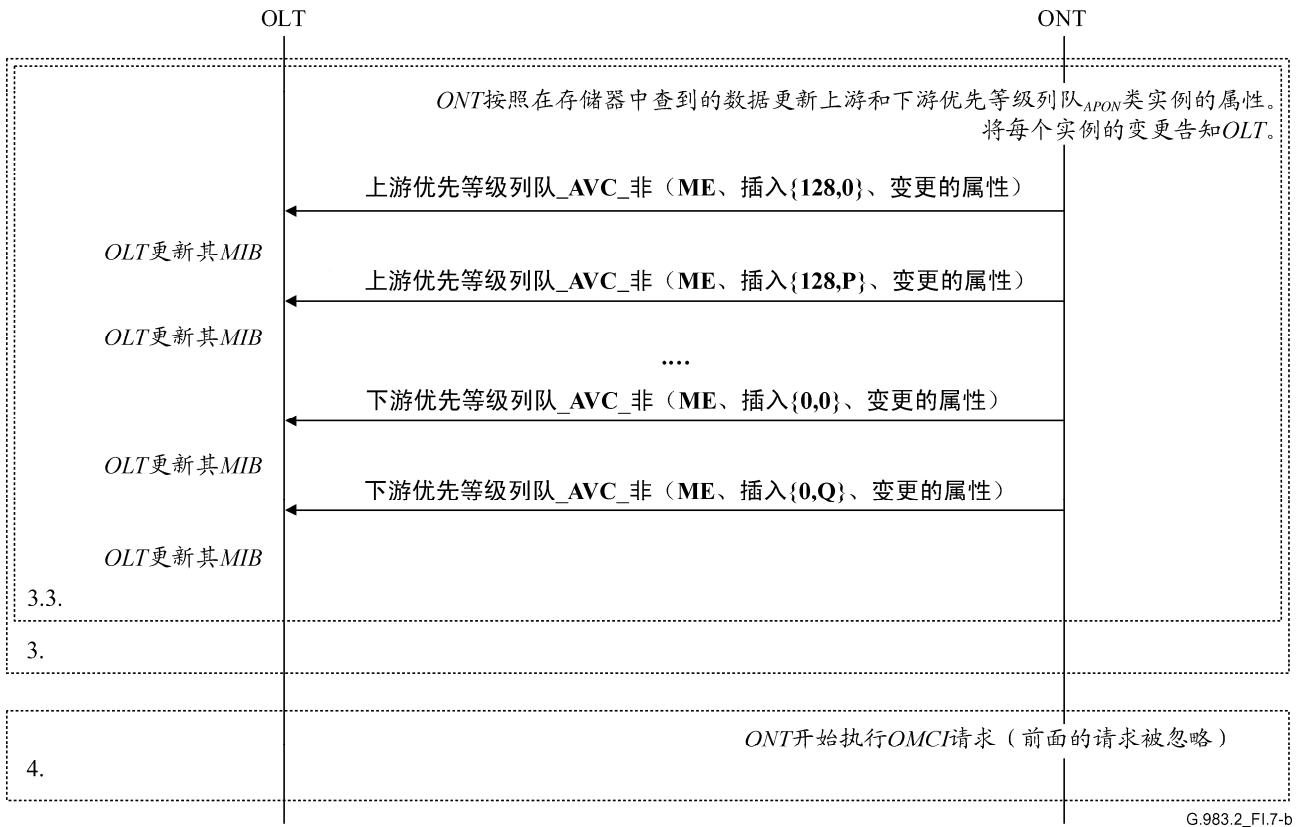 OLT
ONT
ONT按照在存储器中查到的数据更新上游和下游优先等级列队APON类实例的属性。
将每个实例的变更告知OLT。
上游优先等级列队_AVC_非（ME、插入{128,0}、变更的属性）
OLT更新其MIB
上游优先等级列队_AVC_非（ME、插入{128,P}、变更的属性）
OLT更新其MIB
....
下游优先等级列队_AVC_非（ME、插入{0,0}、变更的属性）
OLT更新其MIB
下游优先等级列队_AVC_非（ME、插入{0,Q}、变更的属性）
OLT更新其MIB
3.3.
3.
ONT开始执行OMCI请求（前面的请求被忽略）
4.
G.983.2_FI.7-b